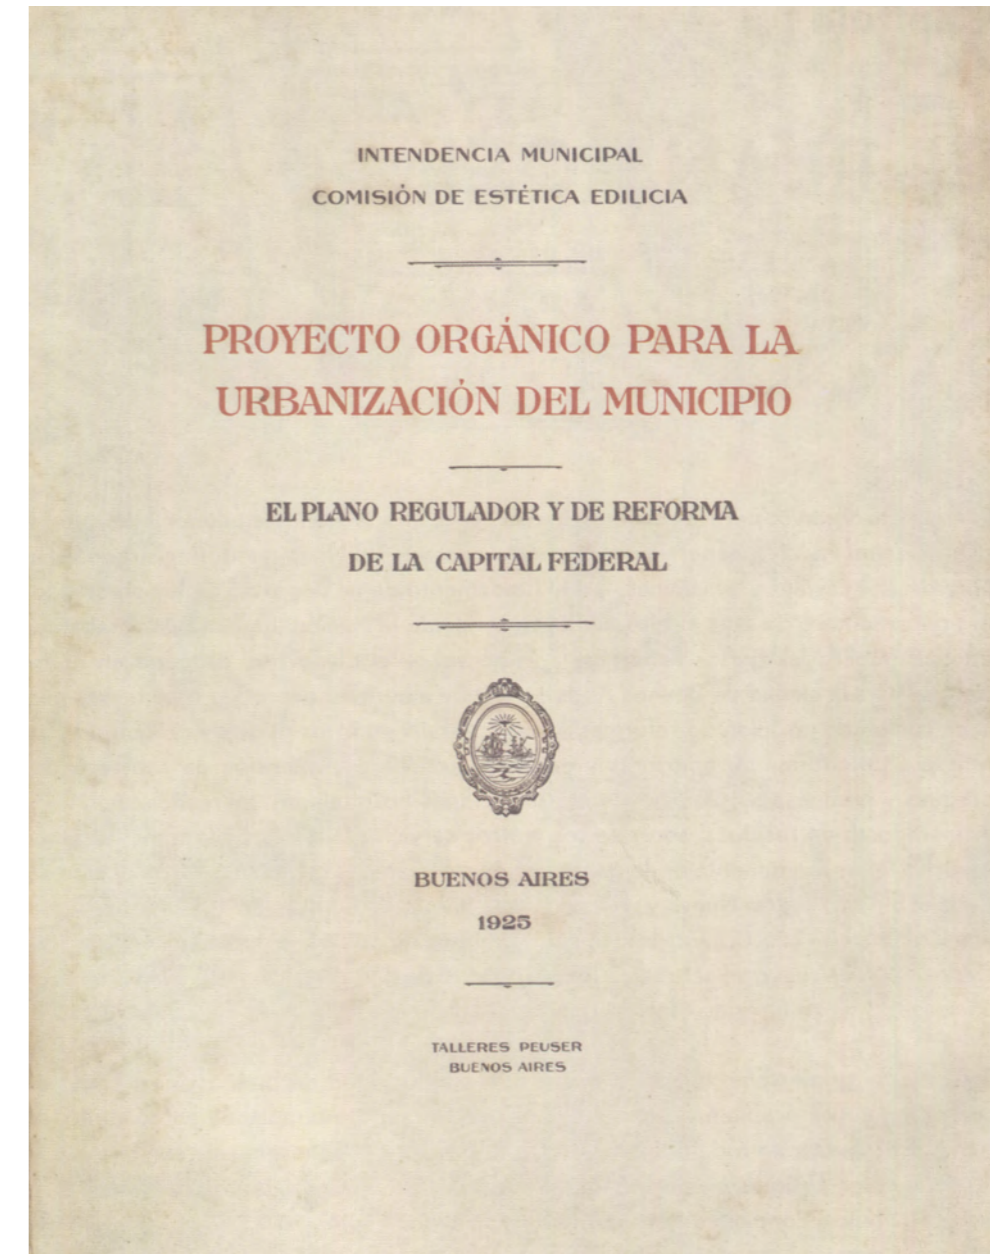 INTENDENCIA MUNICIPAL
COMISIÓN DE ESTÉTICA EDILICIA
PROYECTO ORGÁNICO PARA LA
URBANIZACIÓN DEL MUNICIPIO
EL PLANO REGULADOR Y DE REFORMA
DE LA CAPITAL FEDERAL
BUENOS AIRES
1925
TALLERES PEUSER
BUENOS AIRES